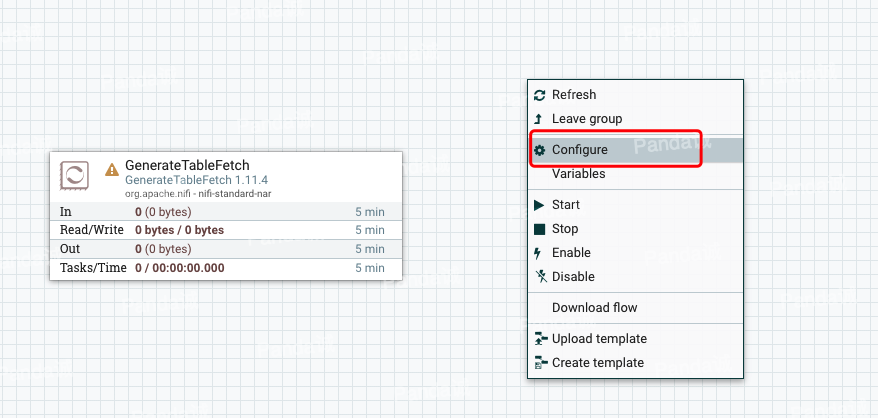 GenerateTableFetch
GenerateTableFetch 1.11.4
org.apache.nifi - nifi-standard-nar
In 0 (0 bytes) 5 min
Read/Write 0 bytes / 0 bytes 5 min
Out 0 (0 bytes) 5 min
Tasks/Time 0 / 00:00:00.000 5 min
Refresh
Leave group
Configure
Variables
Start
Stop
Enable
Disable
Download flow
Upload template
Create template